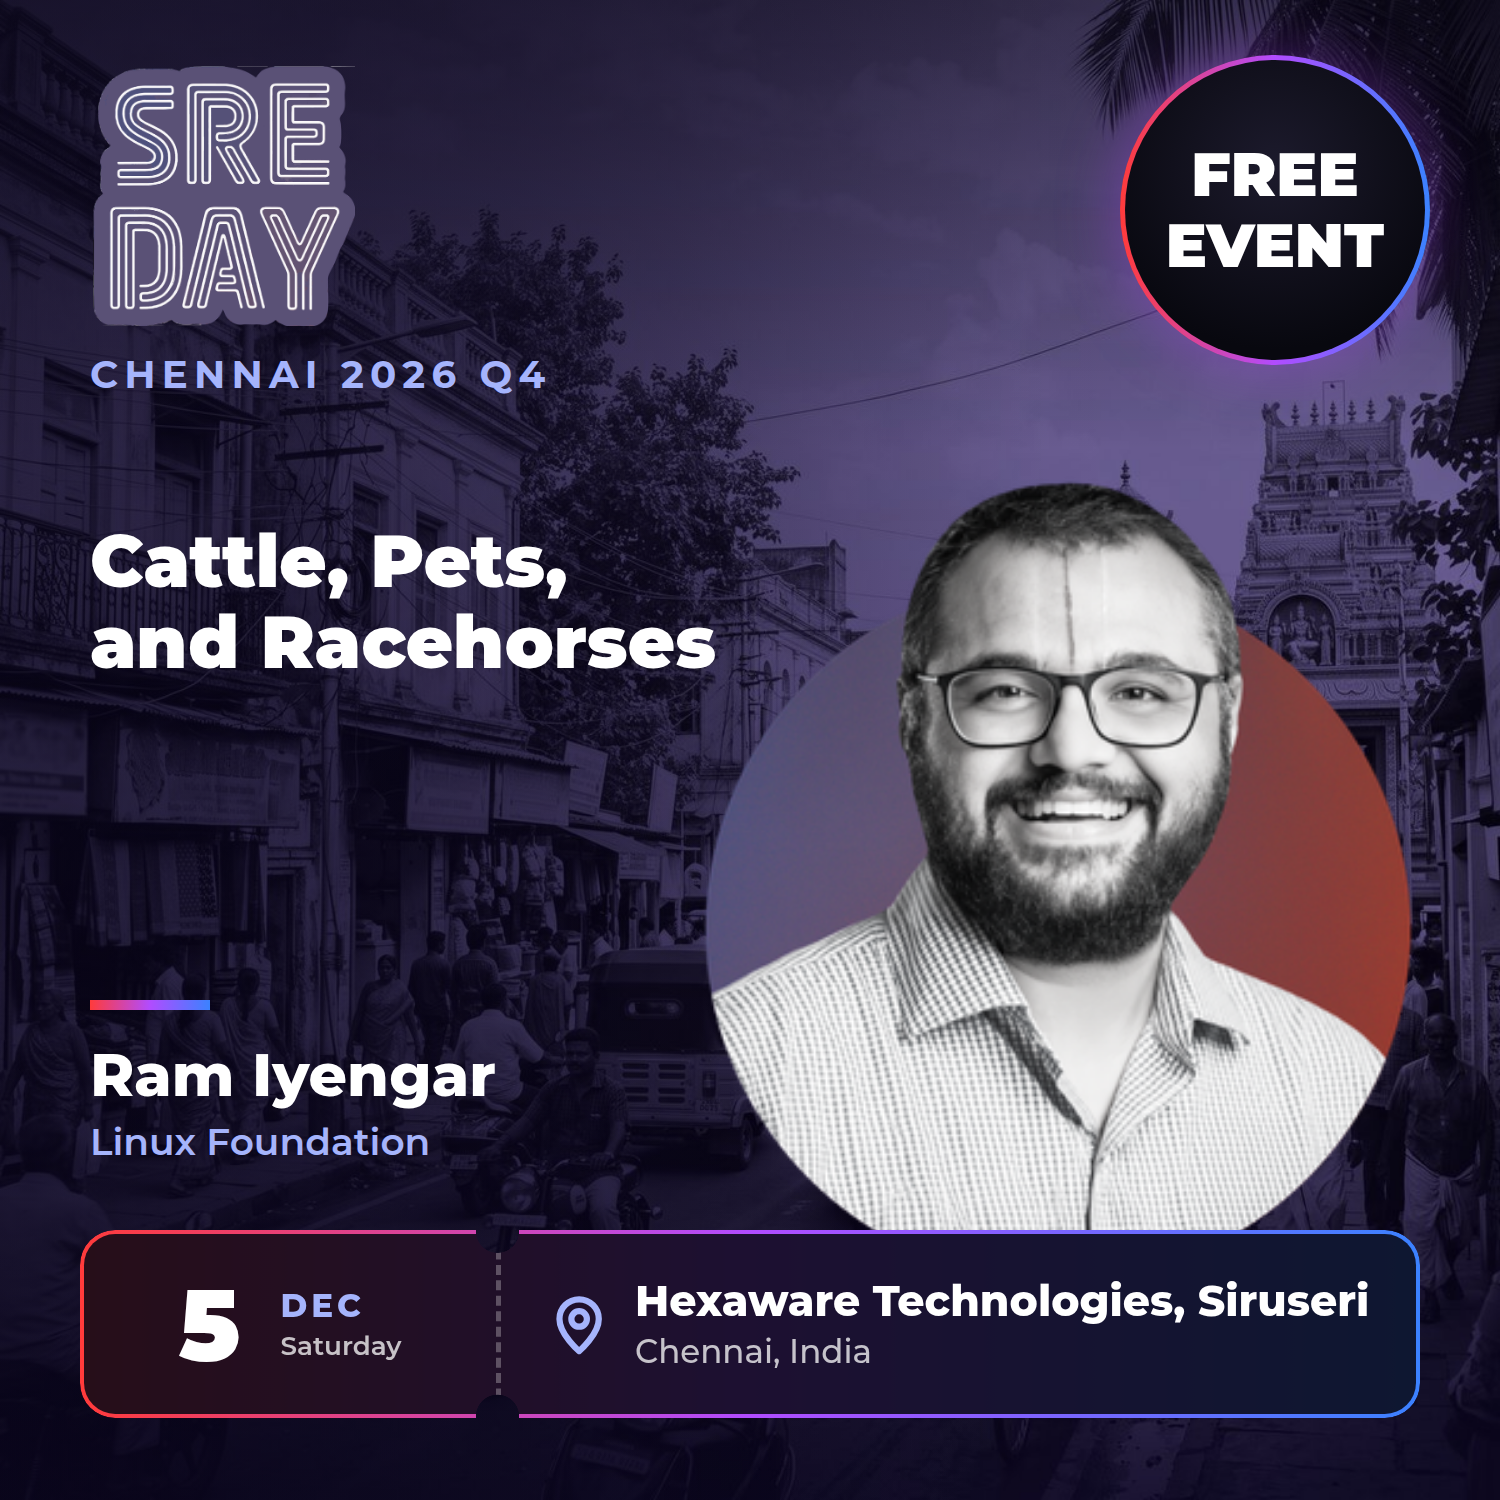 SRE
DAY
CHENNAI 2026 Q4
FREE
EVENT
Cattle, Pets,
and Racehorses
Ram Iyengar
Linux Foundation
5
DEC
Saturday
Hexaware Technologies, Siruseri
Chennai, India